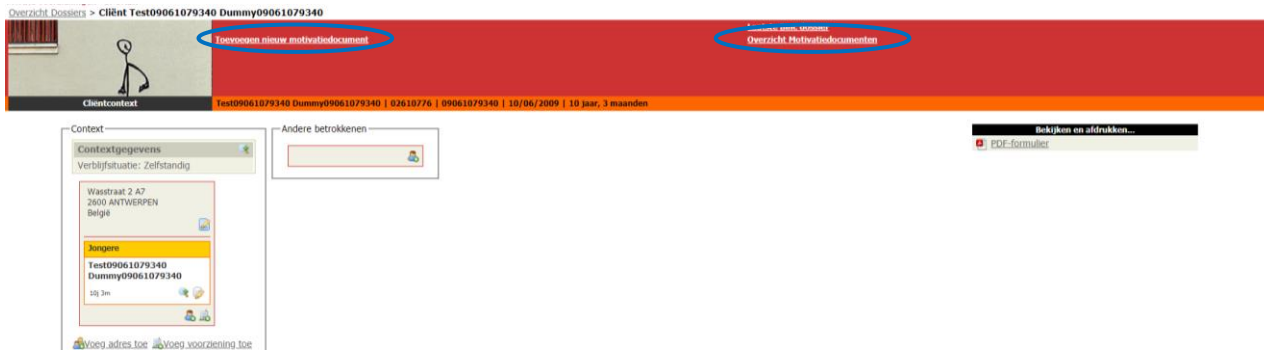 Overzicht Dossiers > Cliënt Test09061079340 Dummy09061079340
Toevoegen nieuw motivatiedocument
dossier
Overzicht Motivatiedocumenten
Cliëntcontext
Test09061079340 Dummy09061079340 | 02610776 | 09061079340 | 10/06/2009 | 10 jaar, 3 maanden
Context
Contextgegevens
Verblijfsituatie: Zelfstandig
Wasstraat 2 A7
2600 ANTWERPEN
België
Jongere
Test09061079340
Dummy09061079340
10j 3m
Voeg adres toe Voeg voorziening toe
Andere betrokkenen
Bekijken en afdrukken...
PDF-formulier